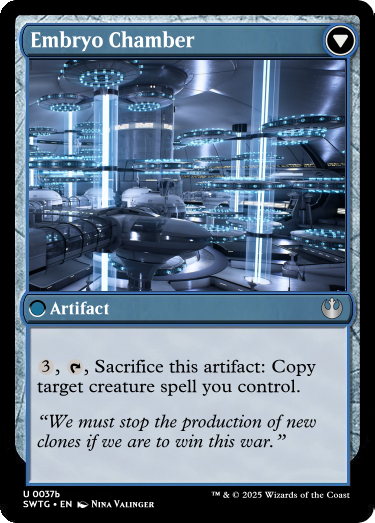 Embryo Chamber
Artifact
3, , Sacrifice this artifact: Copy
target creature spell you control.
“We must stop the production of new
clones if we are to win this war.”
U 0037b
SWTG • EN Nina Valinger
™ & © 2025 Wizards of the Coast